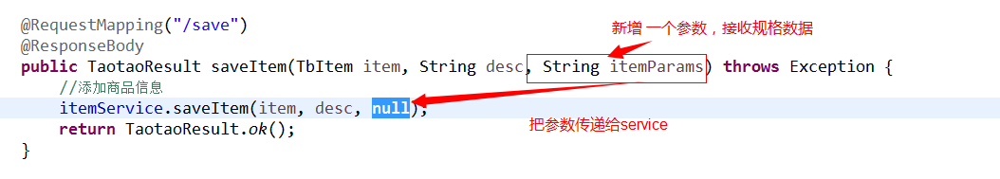 @RequestMapping("/save")
新增 一个参数，接收规格数据
@ResponseBody
public TaotaoResult saveItem(TbItem item, String desc, String itemParams) throws Exception {
//添加商品信息
itemService.saveItem(item, desc, null);
把参数传递给service
return TaotaoResult.ok();
}